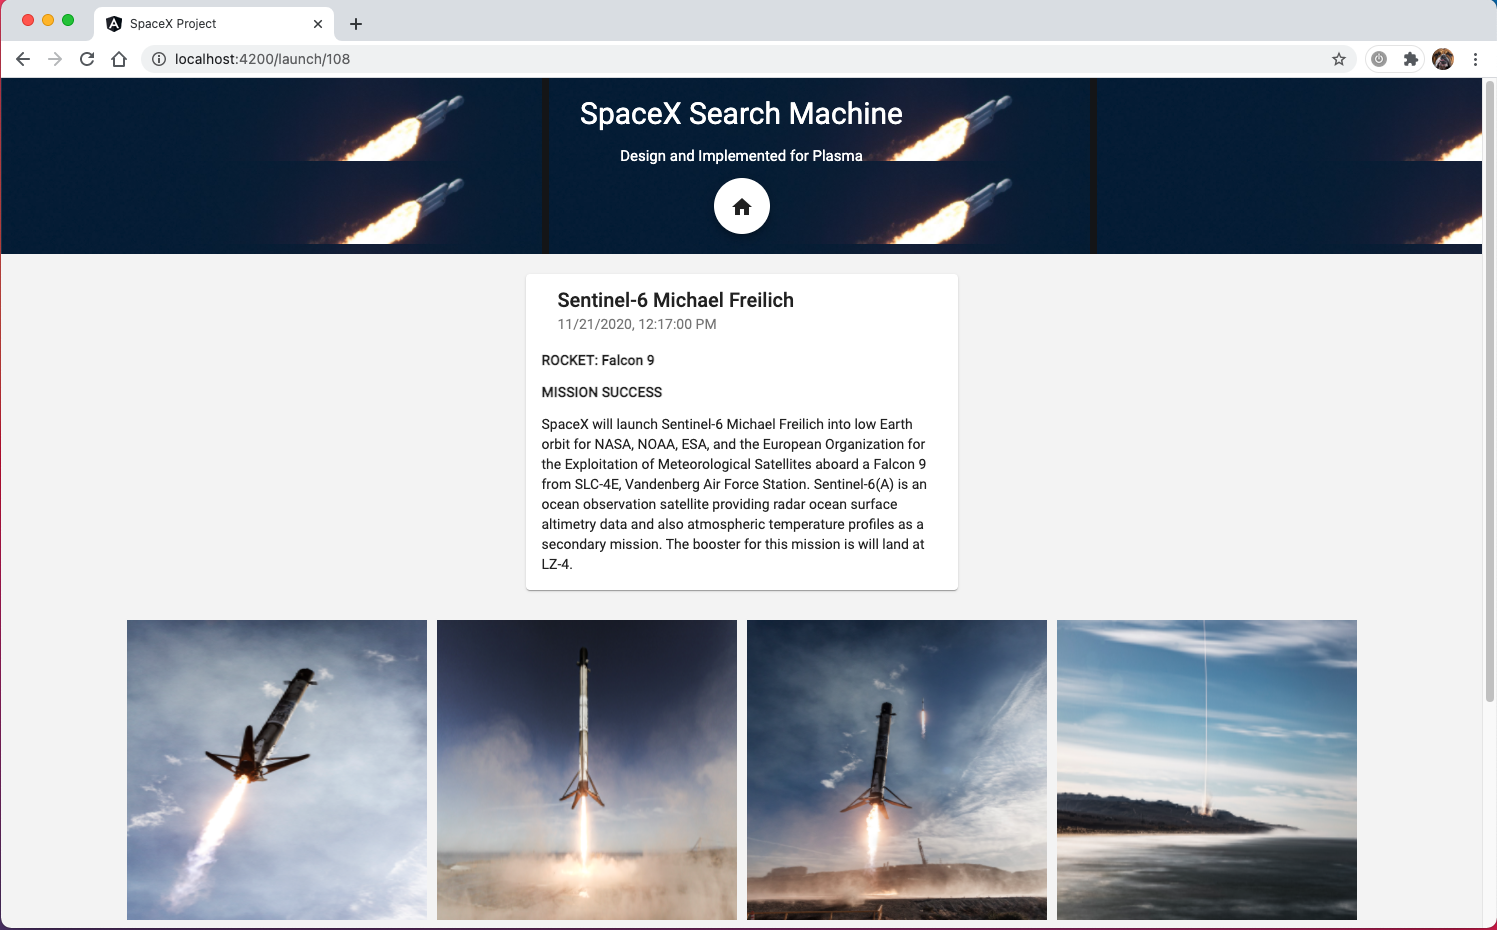 SpaceX Project
localhost:4200/launch/108
SpaceX Search Machine
Design and Implemented for Plasma
Sentinel-6 Michael Freilich
11/21/2020, 12:17:00 PM
ROCKET: Falcon 9
MISSION SUCCESS
SpaceX will launch Sentinel-6 Michael Freilich into low Earth
orbit for NASA, NOAA, ESA, and the European Organization for
the Exploitation of Meteorological Satellites aboard a Falcon 9
from SLC-4E, Vandenberg Air Force Station. Sentinel-6(A) is an
ocean observation satellite providing radar ocean surface
altimetry data and also atmospheric temperature profiles as a
secondary mission. The booster for this mission is will land at
LZ-4.